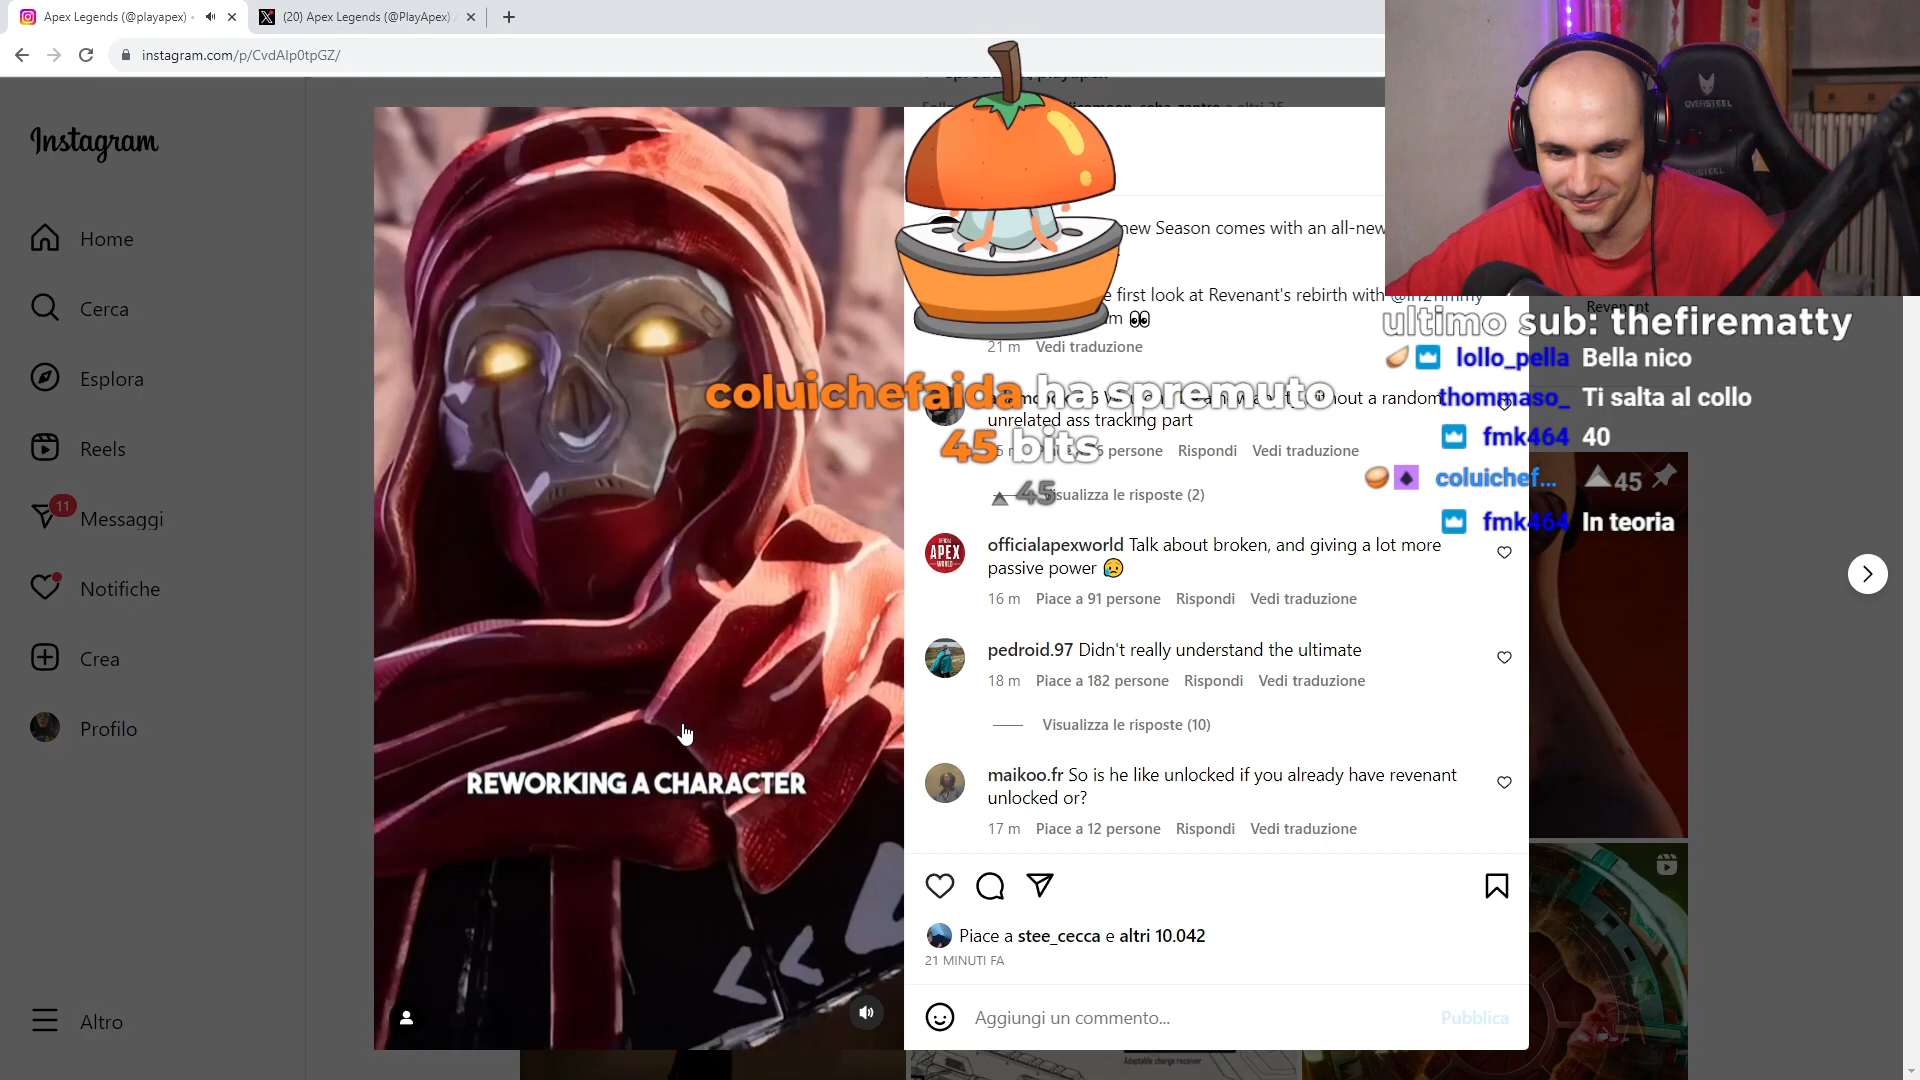 Apex Legends (@playapex)
(20) Apex Legends (@PlayApex)
instagram.com/p/CvdAIp0tpGZ/
Instagram
Home
Cerca
Esplora
Reels
11
Messaggi
Notifiche
Crea
Profilo
Altro
REWORKING A CHARACTER
new Season comes with an all-new
first look at Revenant's rebirth with
21 m Vedi traduzione
coluichefaida ha spremuto
45 bits
45
without a random
unrelated ass tracking part
persone Rispondi Vedi traduzione
Visualizza le risposte (2)
officialapexworld Talk about broken, and giving a lot more
passive power 😥
16 m Piace a 91 persone Rispondi Vedi traduzione
pedroid.97 Didn't really understand the ultimate
18 m Piace a 182 persone Rispondi Vedi traduzione
Visualizza le risposte (10)
maikoo.fr So is he like unlocked if you already have revenant
unlocked or?
17 m Piace a 12 persone Rispondi Vedi traduzione
Piace a stee_cecca e altri 10.042
21 MINUTI FA
Aggiungi un commento...
Pubblica
OVERSTEEL
Revenant
ultimo sub: thefirematty
lollo_pella Bella nico
thommaso_ Ti salta al collo
fmk464 40
coluichef... 45
fmk464 In teoria